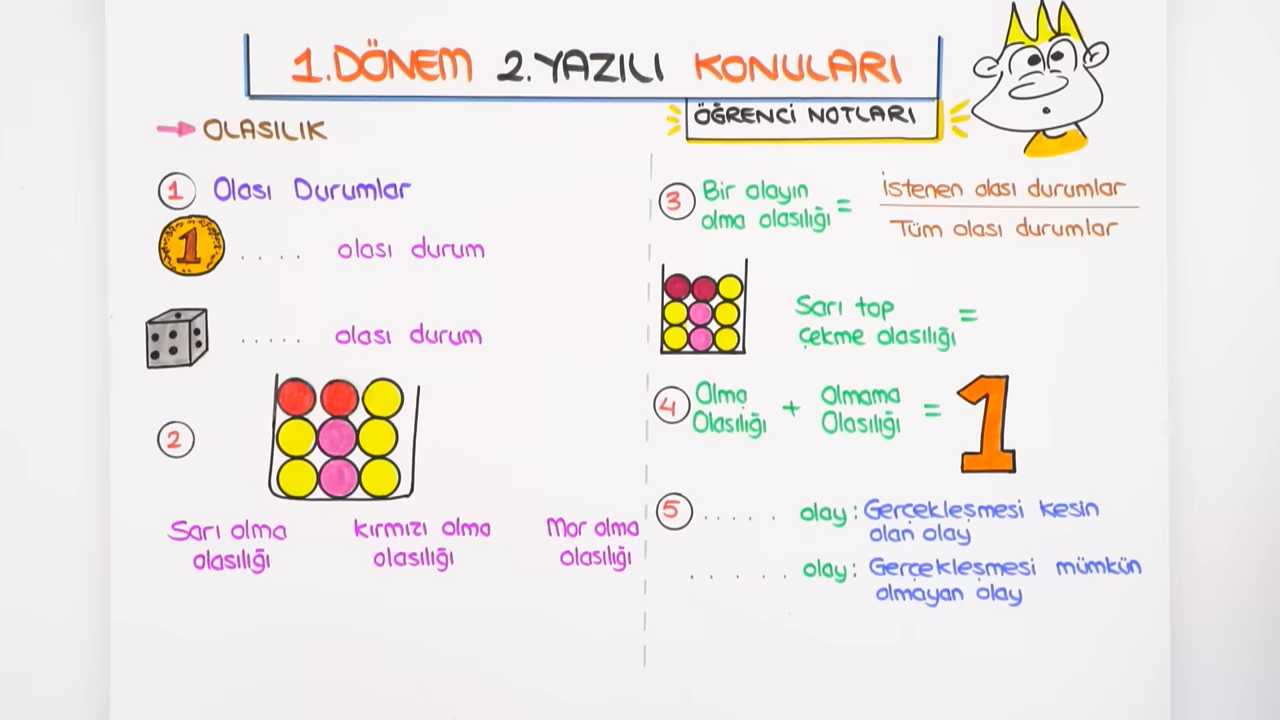 1.DÖNEM 2.YAZILI KONULARI
ÖĞRENCİ NOTLARI
→ OLASILIK
1 Olası Durumlar
1 .... olası durum
..... olası durum
2
Sarı olma olasılığı
kırmızı olma olasılığı
Mor olma olasılığı
3 Bir olayın olma olasılığı = İstenen olası durumlar
Tüm olası durumlar
Sarı top çekme olasılığı =
4 Olma Olasılığı + Olmama Olasılığı = 1
5 ..... olay: Gerçekleşmesi kesin
olan olay
..... olay: Gerçekleşmesi mümkün
olmayan olay